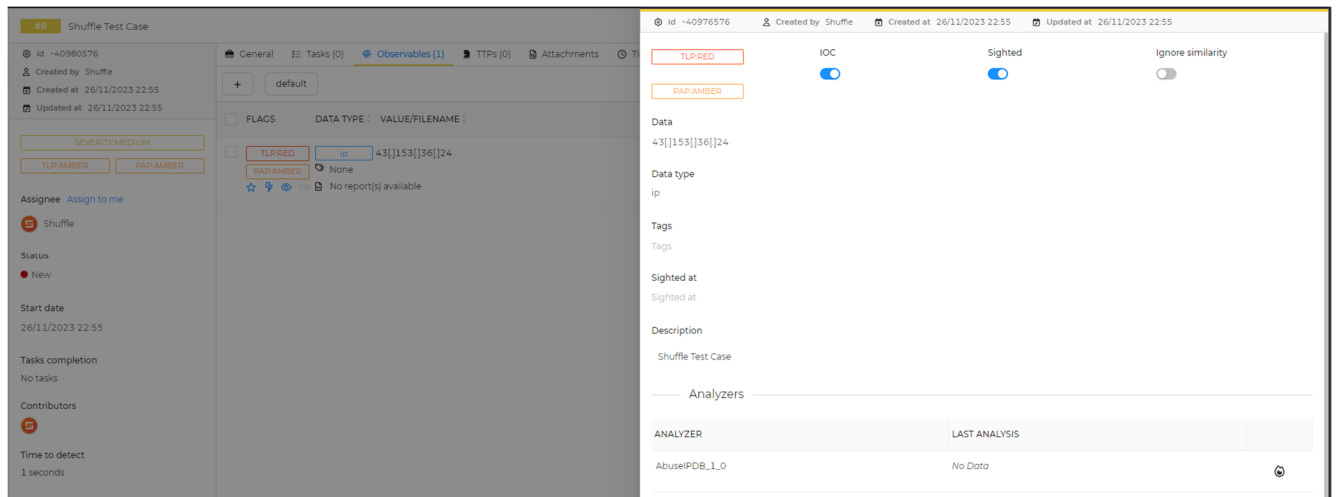 #8 Shuffle Test Case
id ~40980576
Created by Shuffle
Created at 26/11/2023 22:55
Updated at 26/11/2023 22:55
SEVERITY:MEDIUM
TLP:AMBER PAP:AMBER
Assignee Assign to me
Shuffle
Status
New
Start date
26/11/2023 22:55
Tasks completion
No tasks
Contributors
Time to detect
1 seconds
General Tasks (0) Observables (1) TTPs (0) Attachments
+ default
FLAGS DATA TYPE VALUE/FILENAME
TLP:RED ip 43[.]153[.]36[.]24
PAP:AMBER None
No report(s) available
id ~40976576 Created by Shuffle Created at 26/11/2023 22:55 Updated at 26/11/2023 22:55
TLP:RED IOC Sighted Ignore similarity
PAP:AMBER
Data
43[.]153[.]36[.]24
Data type
ip
Tags
Tags
Sighted at
Sighted at
Description
Shuffle Test Case
Analyzers
ANALYZER LAST ANALYSIS
AbuseIPDB_1_0 No Data